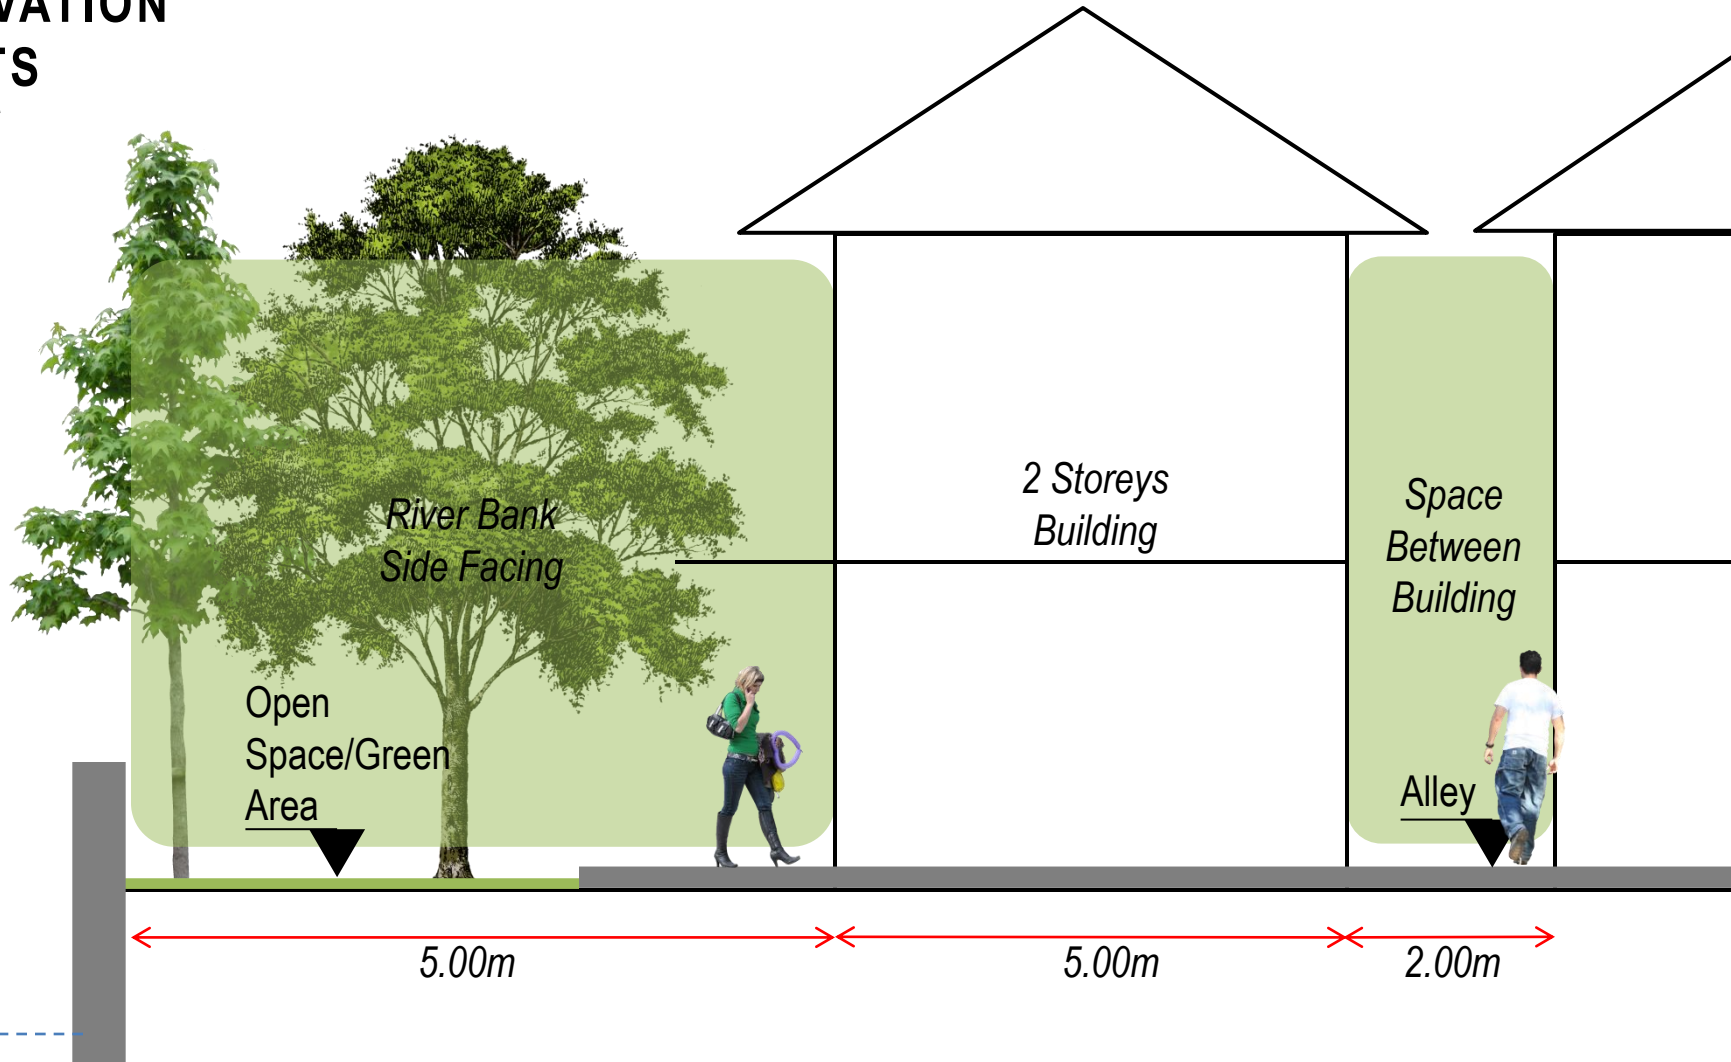 VATION
TS
River Bank
Side Facing
2 Storeys
Building
Space
Between
Building
Open
Space/Green
Area
Alley
5.00m
5.00m
2.00m